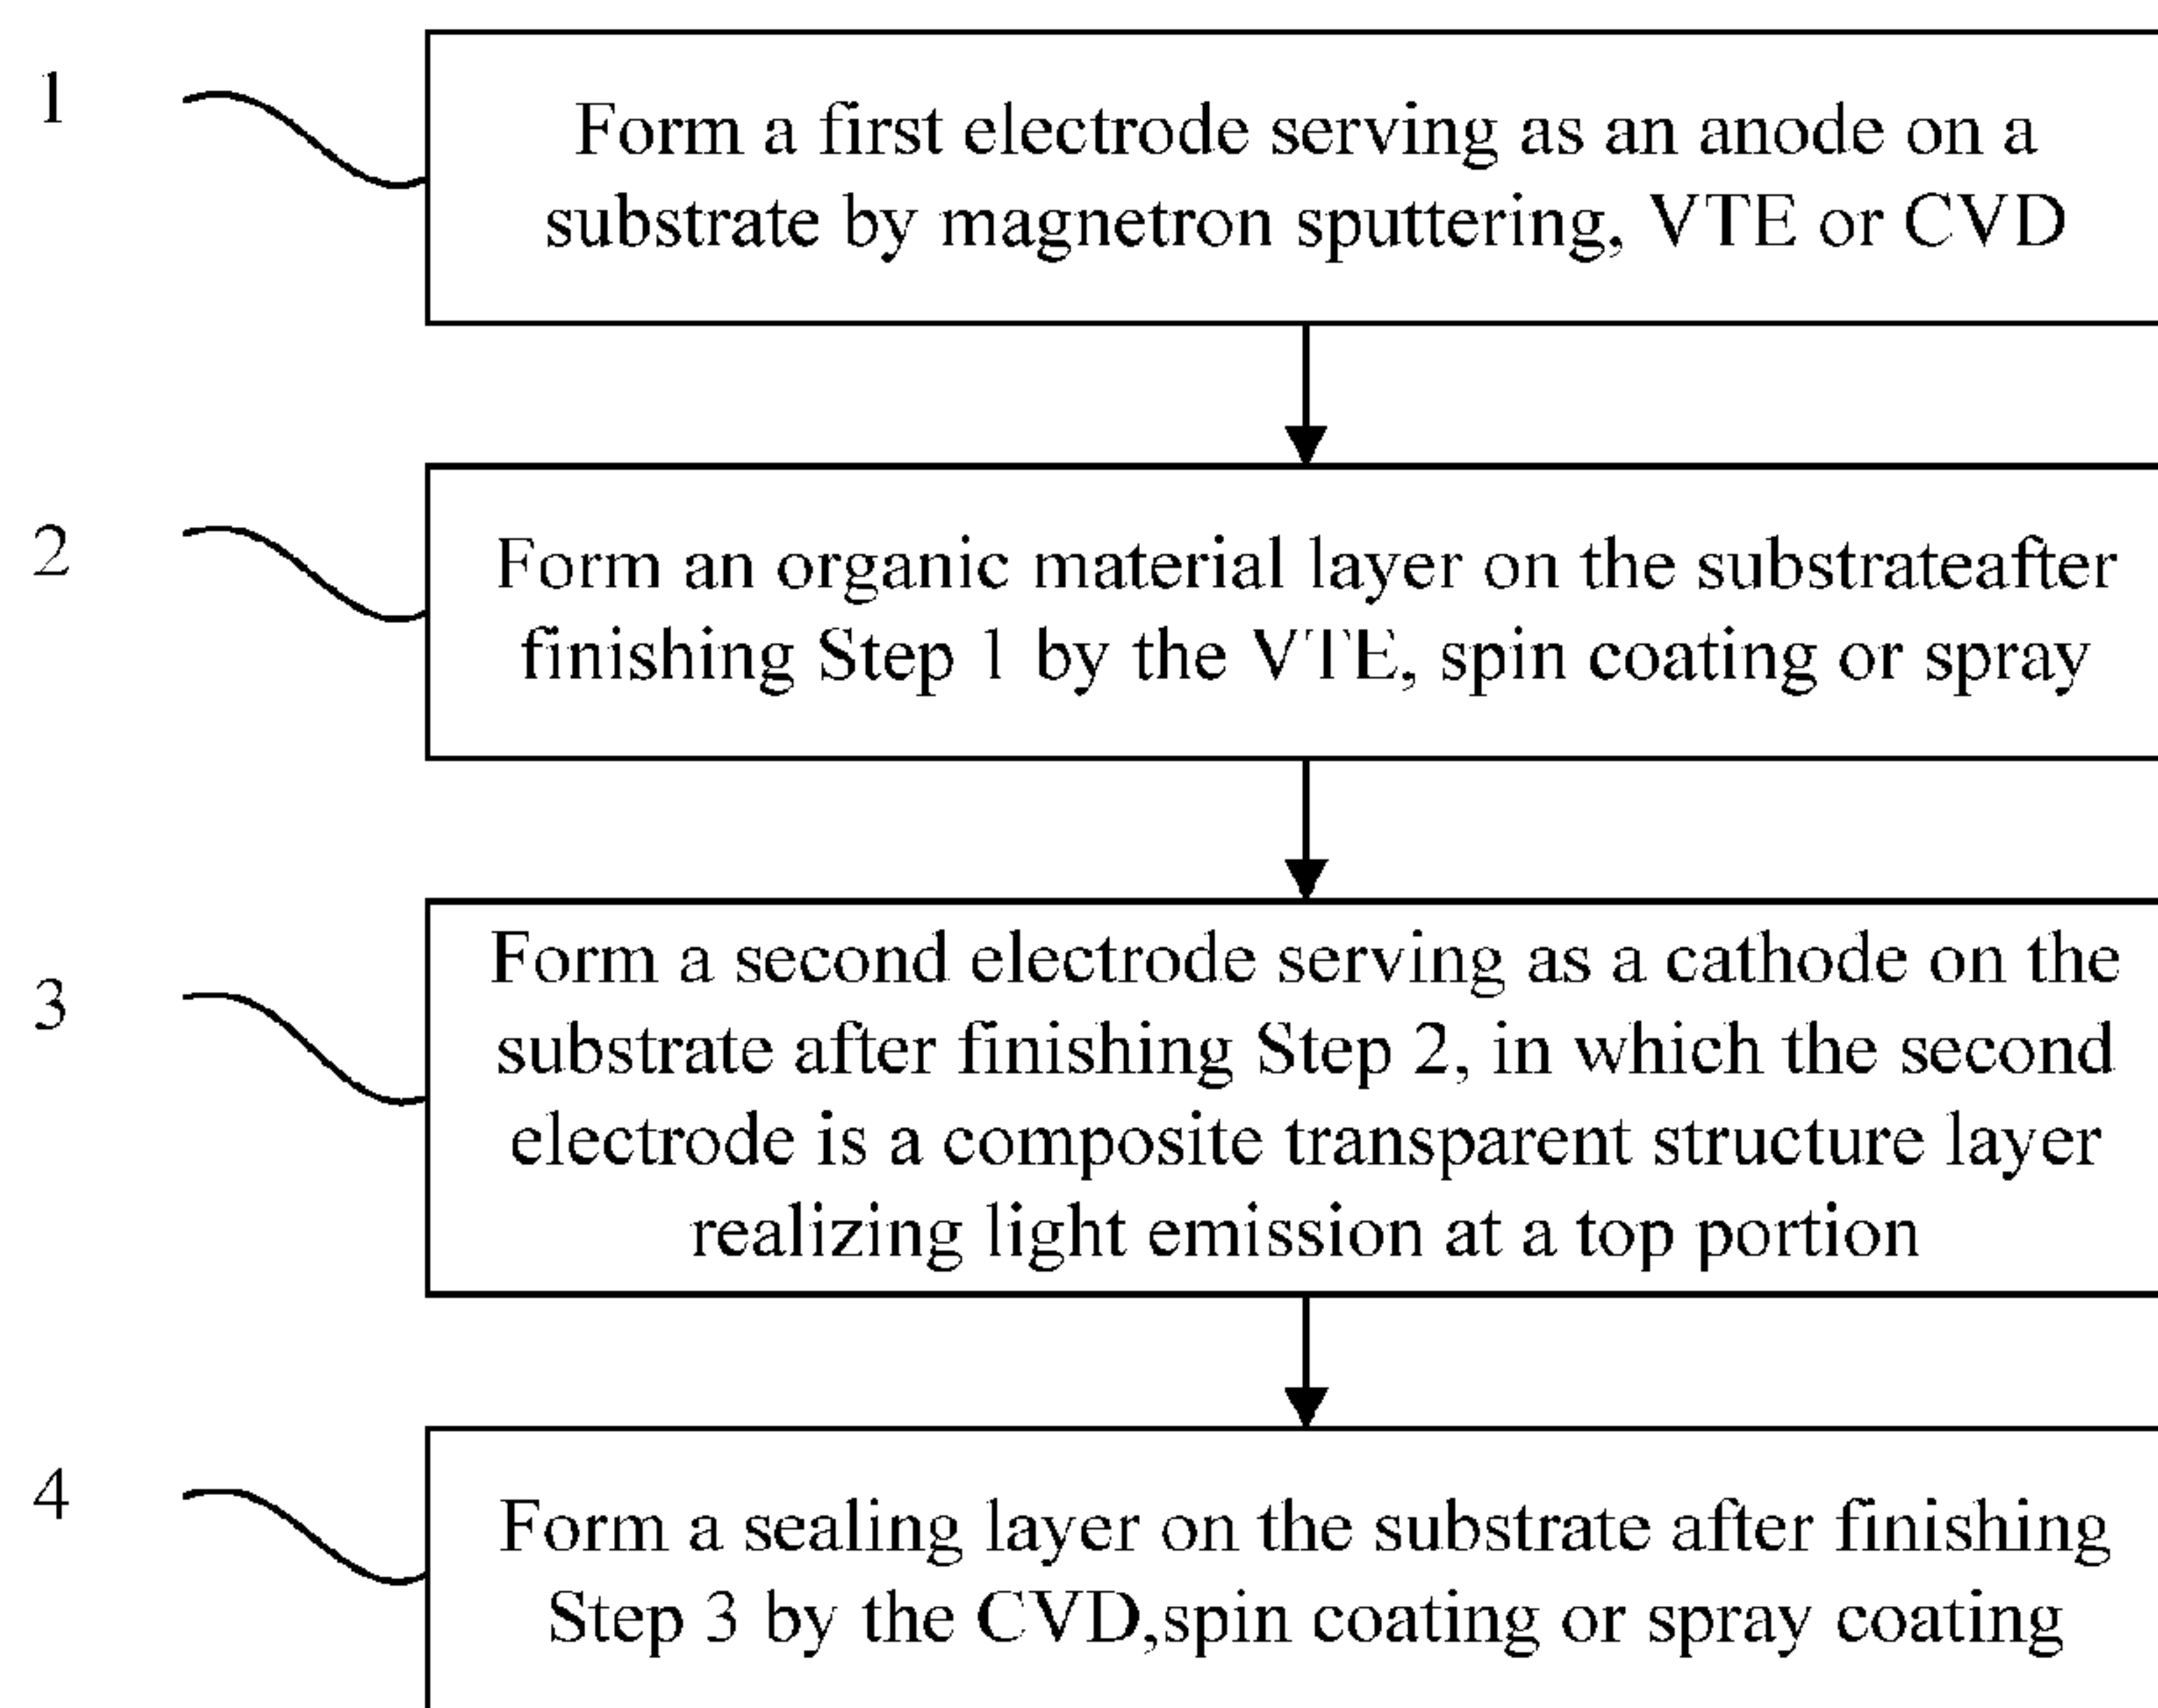 1
Form a first electrode serving as an anode on a
substrate by magnetron sputtering, VTE or CVD
2
Form an organic material layer on the substrateafter
finishing Step 1 by the VTE, spin coating or spray
3
Form a second electrode serving as a cathode on the
substrate after finishing Step 2, in which the second
electrode is a composite transparent structure layer
realizing light emission at a top portion
4
Form a sealing layer on the substrate after finishing
Step 3 by the CVD,spin coating or spray coating